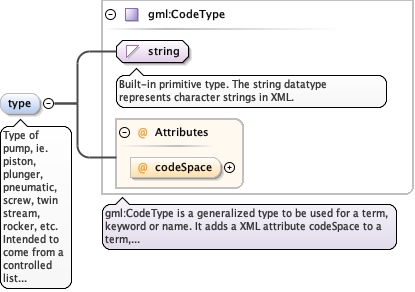 gml:CodeType
string
Built-in primitive type. The string datatype
represents character strings in XML.
type
Type of
pump, ie.
piston,
plunger,
pneumatic,
screw, twin
stream,
rocker, etc.
Intended to
come from a
controlled
list...
@ Attributes
@ codeSpace
gml:CodeType is a generalized type to be used for a term,
keyword or name. It adds a XML attribute codeSpace to a
term,...